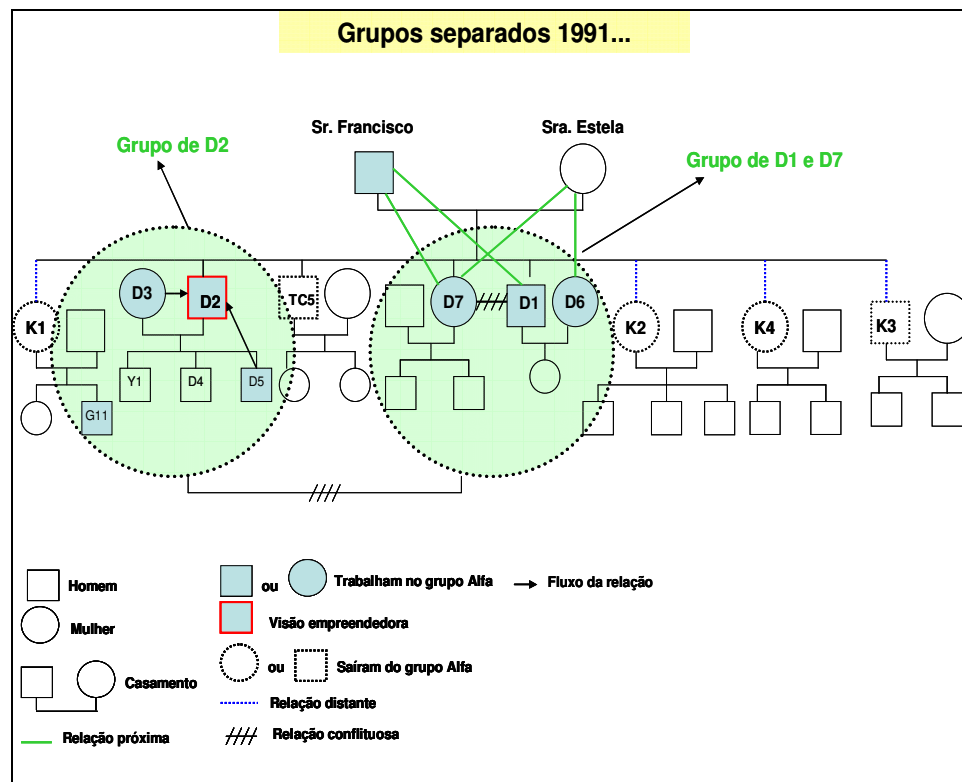 Grupos separados 1991...
Sr. Francisco
Sra. Estela
Grupo de D2
Grupo de D1 e D7
D3
D2
TC5
D7
D1
D6
K1
K2
K4
K3
Y1
D4
D5
G11
Homem
ou
Trabalham no grupo Alfa
Fluxo da relação
Mulher
Visão empreendedora
ou
Saíram do grupo Alfa
Casamento
Relação distante
Relação próxima
Relação conflituosa